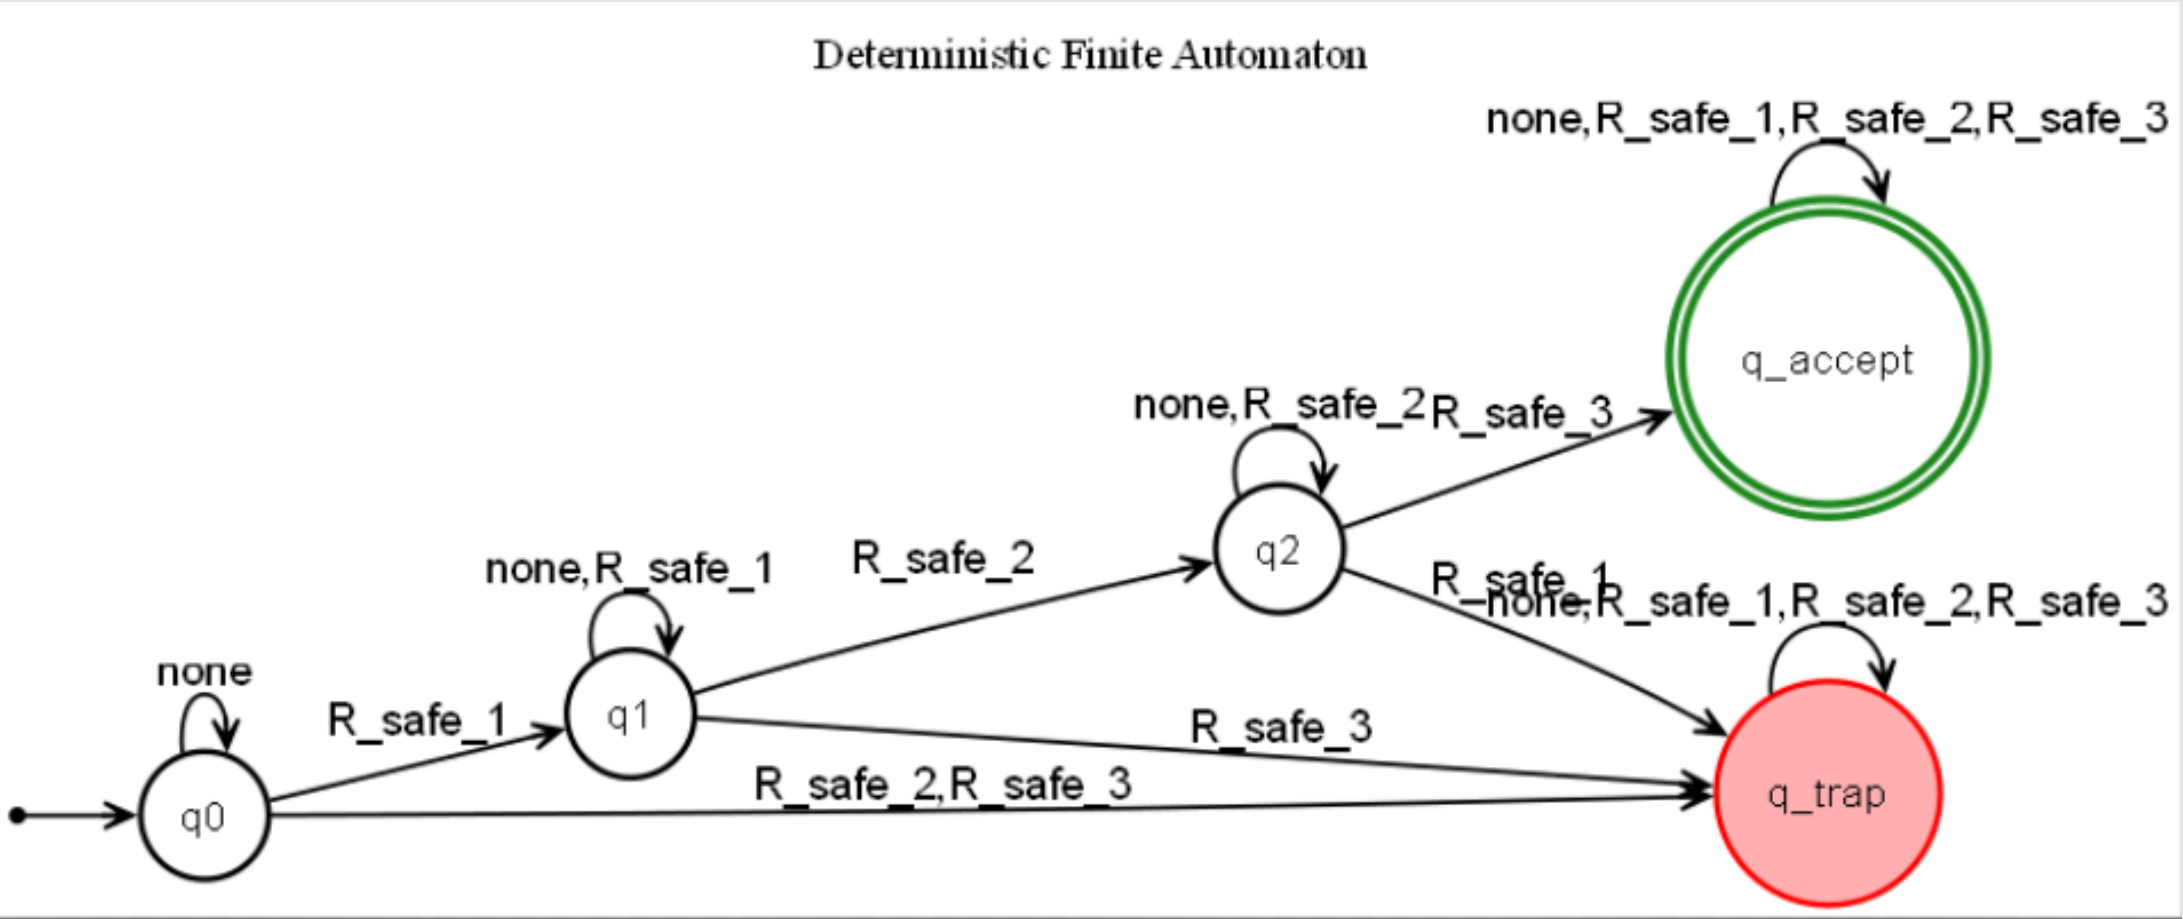 Deterministic Finite Automaton
none,R_safe_1,R_safe_2,R_safe_3
q_accept
none,R_safe_2
R_safe_3
q2
none,R_safe_1
R_safe_2
R_safe_1
none,R_safe_1,R_safe_2,R_safe_3
none
R_safe_1
q1
R_safe_3
R_safe_2,R_safe_3
q0
q_trap